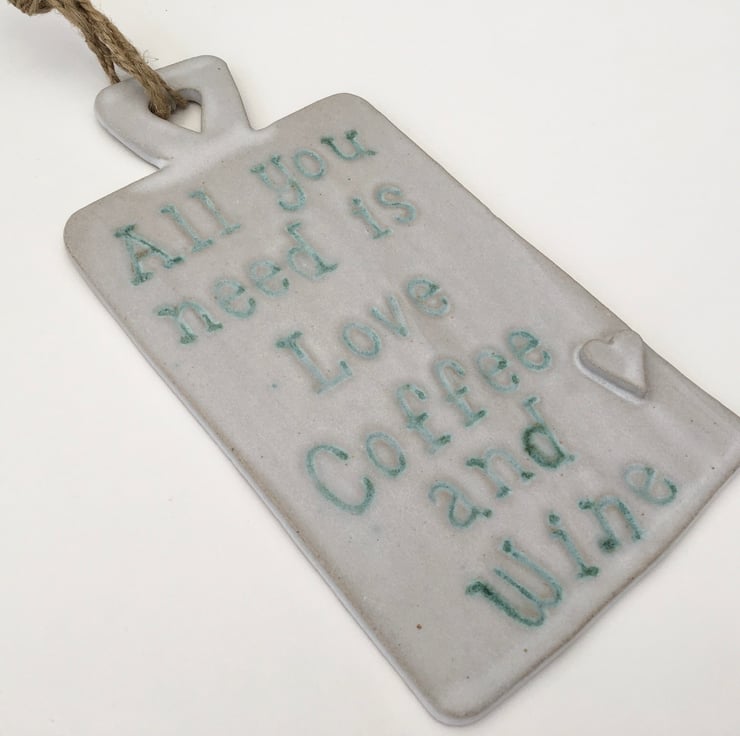 All you
need is
Love
Coffee
and
Wine